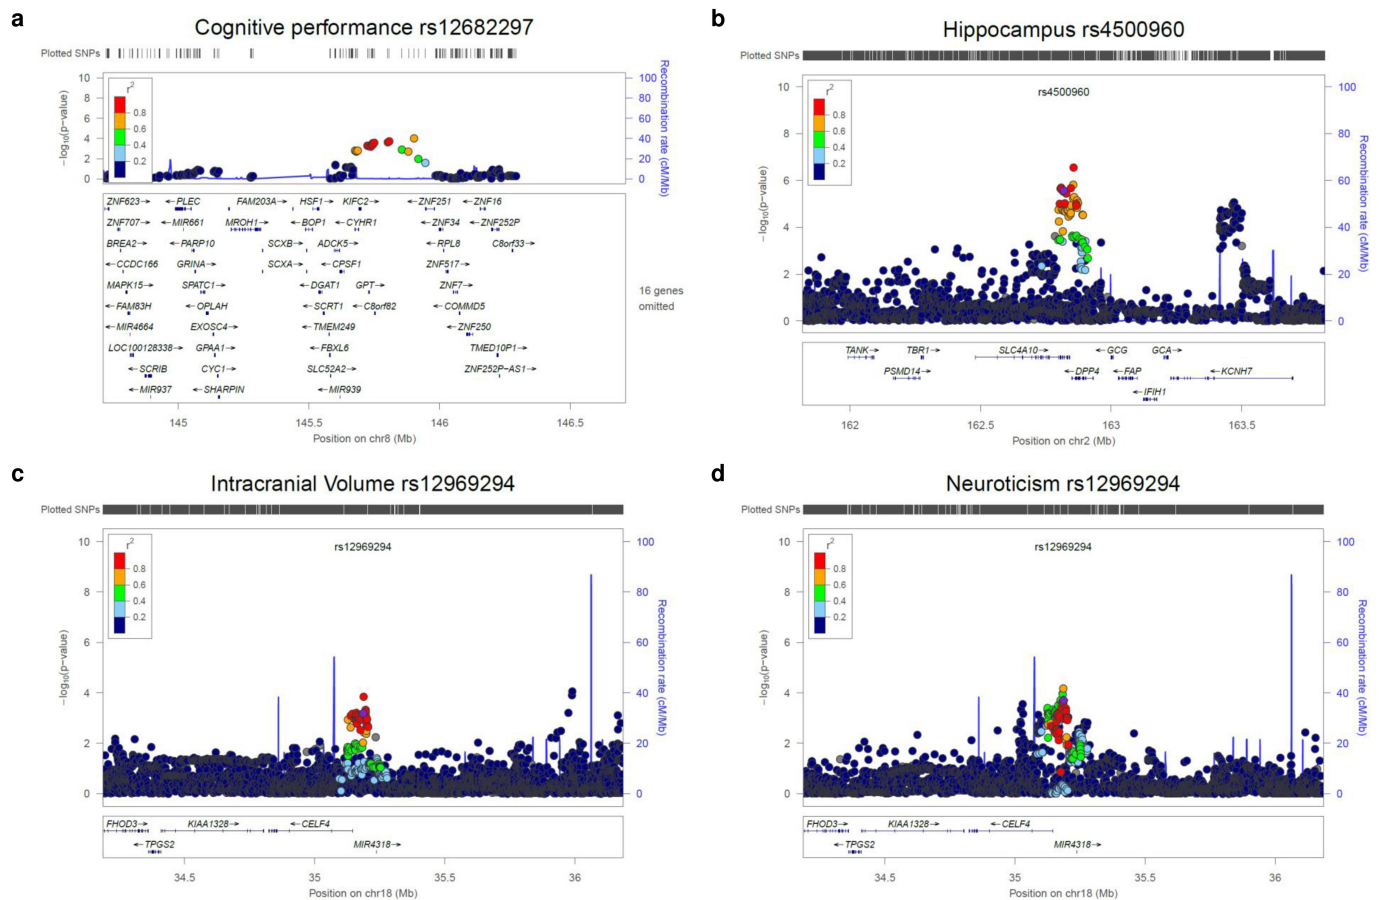 a
Cognitive performance rs12682297
Plotted SNPs
10
8
6
4
2
0
−log10(p−value)
r2
0.8
0.6
0.4
0.2
100
80
60
40
20
0
Recombination rate (cM/Mb)
ZNF623→ ←PLEC FAM203A→ HSF1→ KIFC2→ ←ZNF251 ←ZNF16
ZNF707→ ←MIR661 MROH1→ ←BOP1 ←CYHR1 ←ZNF34 ←ZNF252P
BREA2→ ←PARP10 SCXB→ ADCK5→ ←RPL8 C8orf33→
←CCDC166 GRINA→ SCXA→ ←CPSF1 ZNF517→
MAPK15→ SPATC1→ ←DGAT1 GPT→ ZNF7→
←FAM83H ←OPLAH ←SCRT1 ←C8orf82 ←COMMD5
←MIR4664 EXOSC4→ ←TMEM249 ←ZNF250
LOC100128338→ GPAA1→ ←FBXL6 TMED10P1→
←SCRIB CYC1→ SLC52A2→ ZNF252P−AS1→
←MIR937 ←SHARPIN ←MIR939
16 genes
omitted
145 145.5 146 146.5
Position on chr8 (Mb)
b
Hippocampus rs4500960
Plotted SNPs
10
8
6
4
2
0
−log10(p−value)
r2
0.8
0.6
0.4
0.2
rs4500960
100
80
60
40
20
0
Recombination rate (cM/Mb)
TANK→ TBR1→ SLC4A10→ ←GCG GCA→
PSMD14→ ←DPP4 ←FAP ←KCNH7
←IFIH1
162 162.5 163 163.5
Position on chr2 (Mb)
c
Intracranial Volume rs12969294
Plotted SNPs
10
8
6
4
2
0
−log10(p−value)
r2
0.8
0.6
0.4
0.2
rs12969294
100
80
60
40
20
0
Recombination rate (cM/Mb)
FHOD3→ KIAA1328→ ←CELF4
←TPGS2 MIR4318→
34.5 35 35.5 36
Position on chr18 (Mb)
d
Neuroticism rs12969294
Plotted SNPs
10
8
6
4
2
0
−log10(p−value)
r2
0.8
0.6
0.4
0.2
rs12969294
100
80
60
40
20
0
Recombination rate (cM/Mb)
FHOD3→ KIAA1328→ ←CELF4
←TPGS2 MIR4318→
34.5 35 35.5 36
Position on chr18 (Mb)